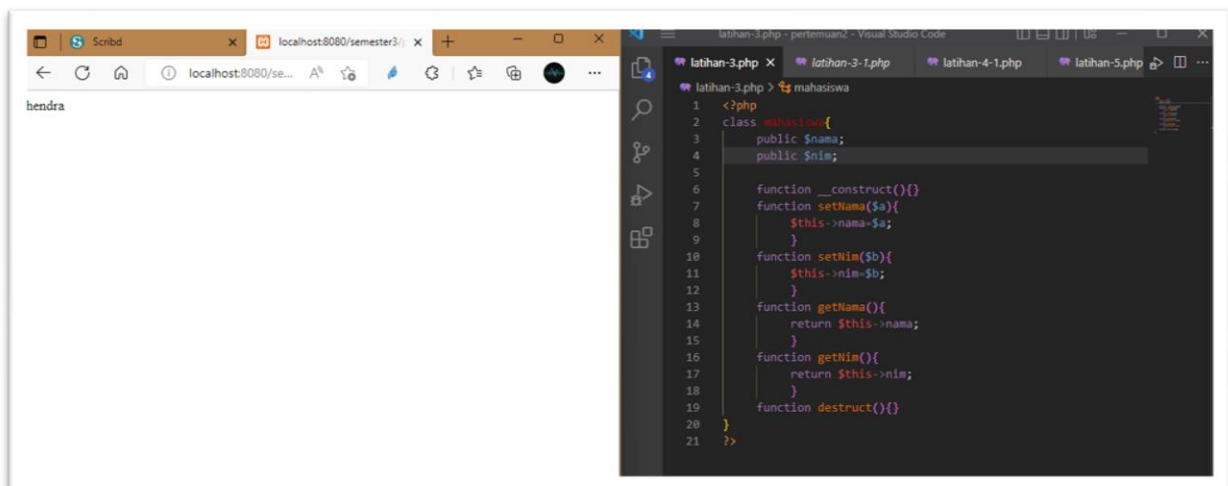 Scribd
localhost:8080/semester3/p
localhost:8080/se...
hendra
latihan-3.php - pertemuan2 - Visual Studio Code
latihan-3.php
latihan-3-1.php
latihan-4-1.php
latihan-5.php
latihan-3.php > mahasiswa
1 <?php
2 class mahasiswa{
3 public $nama;
4 public $nim;
5
6 function __construct(){}
7 function setNama($a){
8 $this->nama=$a;
9 }
10 function setNim($b){
11 $this->nim=$b;
12 }
13 function getNama(){
14 return $this->nama;
15 }
16 function getNim(){
17 return $this->nim;
18 }
19 function destruct(){}
20 }
21 ?>